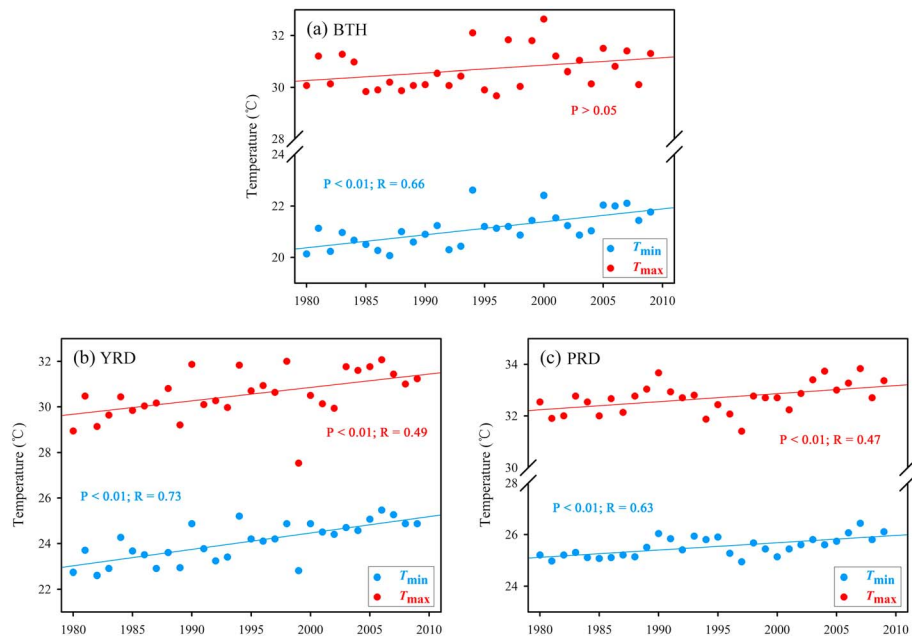 (a) BTH
Temperature (℃)
32
30
28
24
22
20
P > 0.05
P < 0.01; R = 0.66
Tmin
Tmax
1980 1985 1990 1995 2000 2005 2010
(b) YRD
Temperature (℃)
32
30
28
26
24
22
P < 0.01; R = 0.49
P < 0.01; R = 0.73
Tmin
Tmax
1980 1985 1990 1995 2000 2005 2010
(c) PRD
Temperature (℃)
34
32
30
28
26
24
P < 0.01; R = 0.47
P < 0.01; R = 0.63
Tmin
Tmax
1980 1985 1990 1995 2000 2005 2010